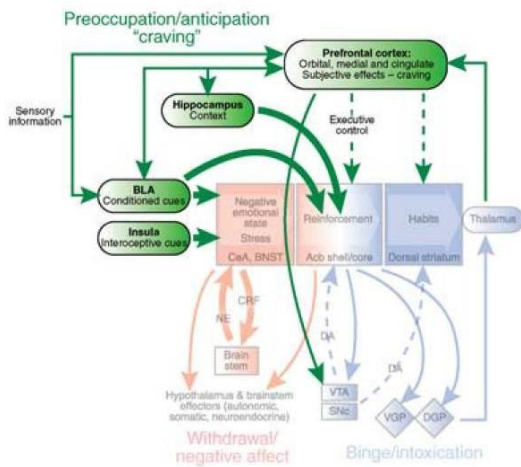 Preoccupation/anticipation
“craving”
Prefrontal cortex:
Orbital, medial and cingulate
Subjective effects – craving
Hippocampus
Context
Sensory
information
Executive
control
BLA
Conditioned cues
Insula
Interoceptive cues
Negative
emotional
state
Stress
CeA, BNST
Reinforcement
Acb shell/core
Habits
Dorsal striatum
Thalamus
NE
CRF
Brain
stem
DA
DA
Hypothalamus & brainstem
effectors (autonomic,
somatic, neuroendocrine)
VTA
SNc
VGP
DGP
Withdrawal/
negative affect
Binge/intoxication